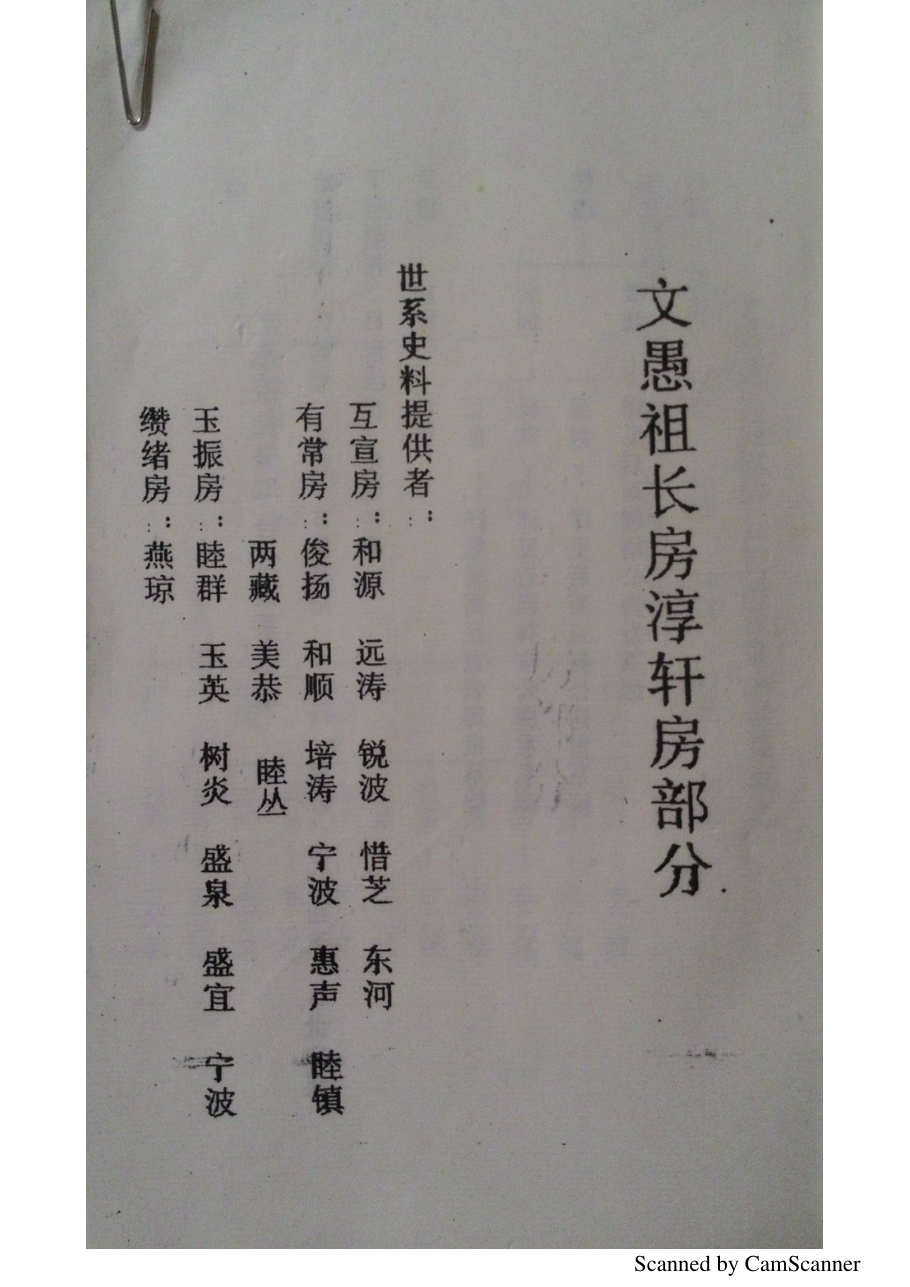 文愚祖长房淳轩房部分
世系史料提供者：
互宣房：和源 远涛 锐波 惜芝 东河
有常房：俊扬 和顺 培涛 宁波 惠声 睦镇
两藏 美恭 睦丛
玉振房：睦群 玉英 树炎 盛泉 盛宜 宁波
缵绪房：燕琼
Scanned by CamScanner